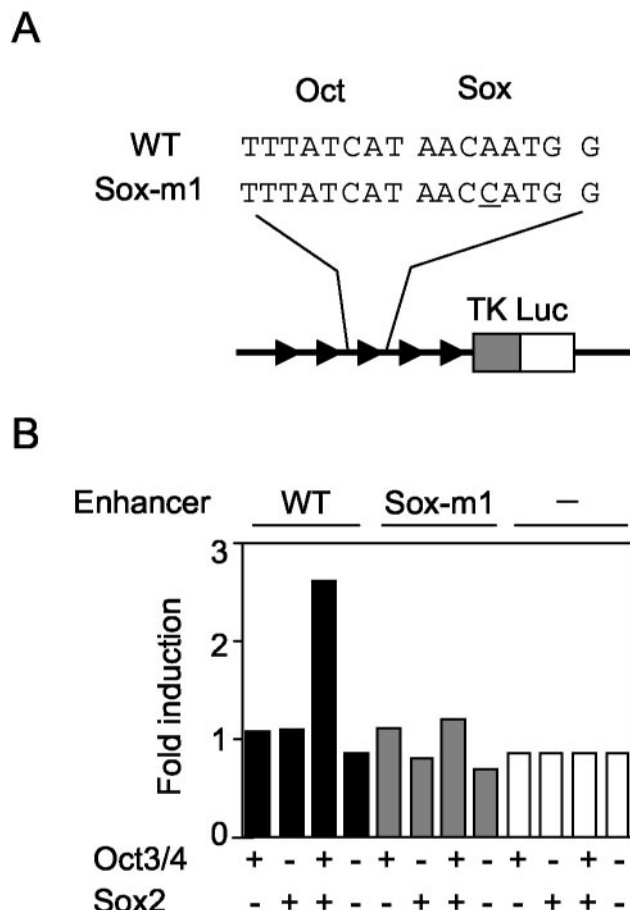 A
Oct Sox
WT TTTATCAT AACAATG G
Sox-m1 TTTATCAT AACCATG G
TK Luc
B
Enhancer WT Sox-m1 –
Fold induction
3
2
1
0
Oct3/4 + - + - + - + - + - + -
Sox2 - + + - - + + - - + + -